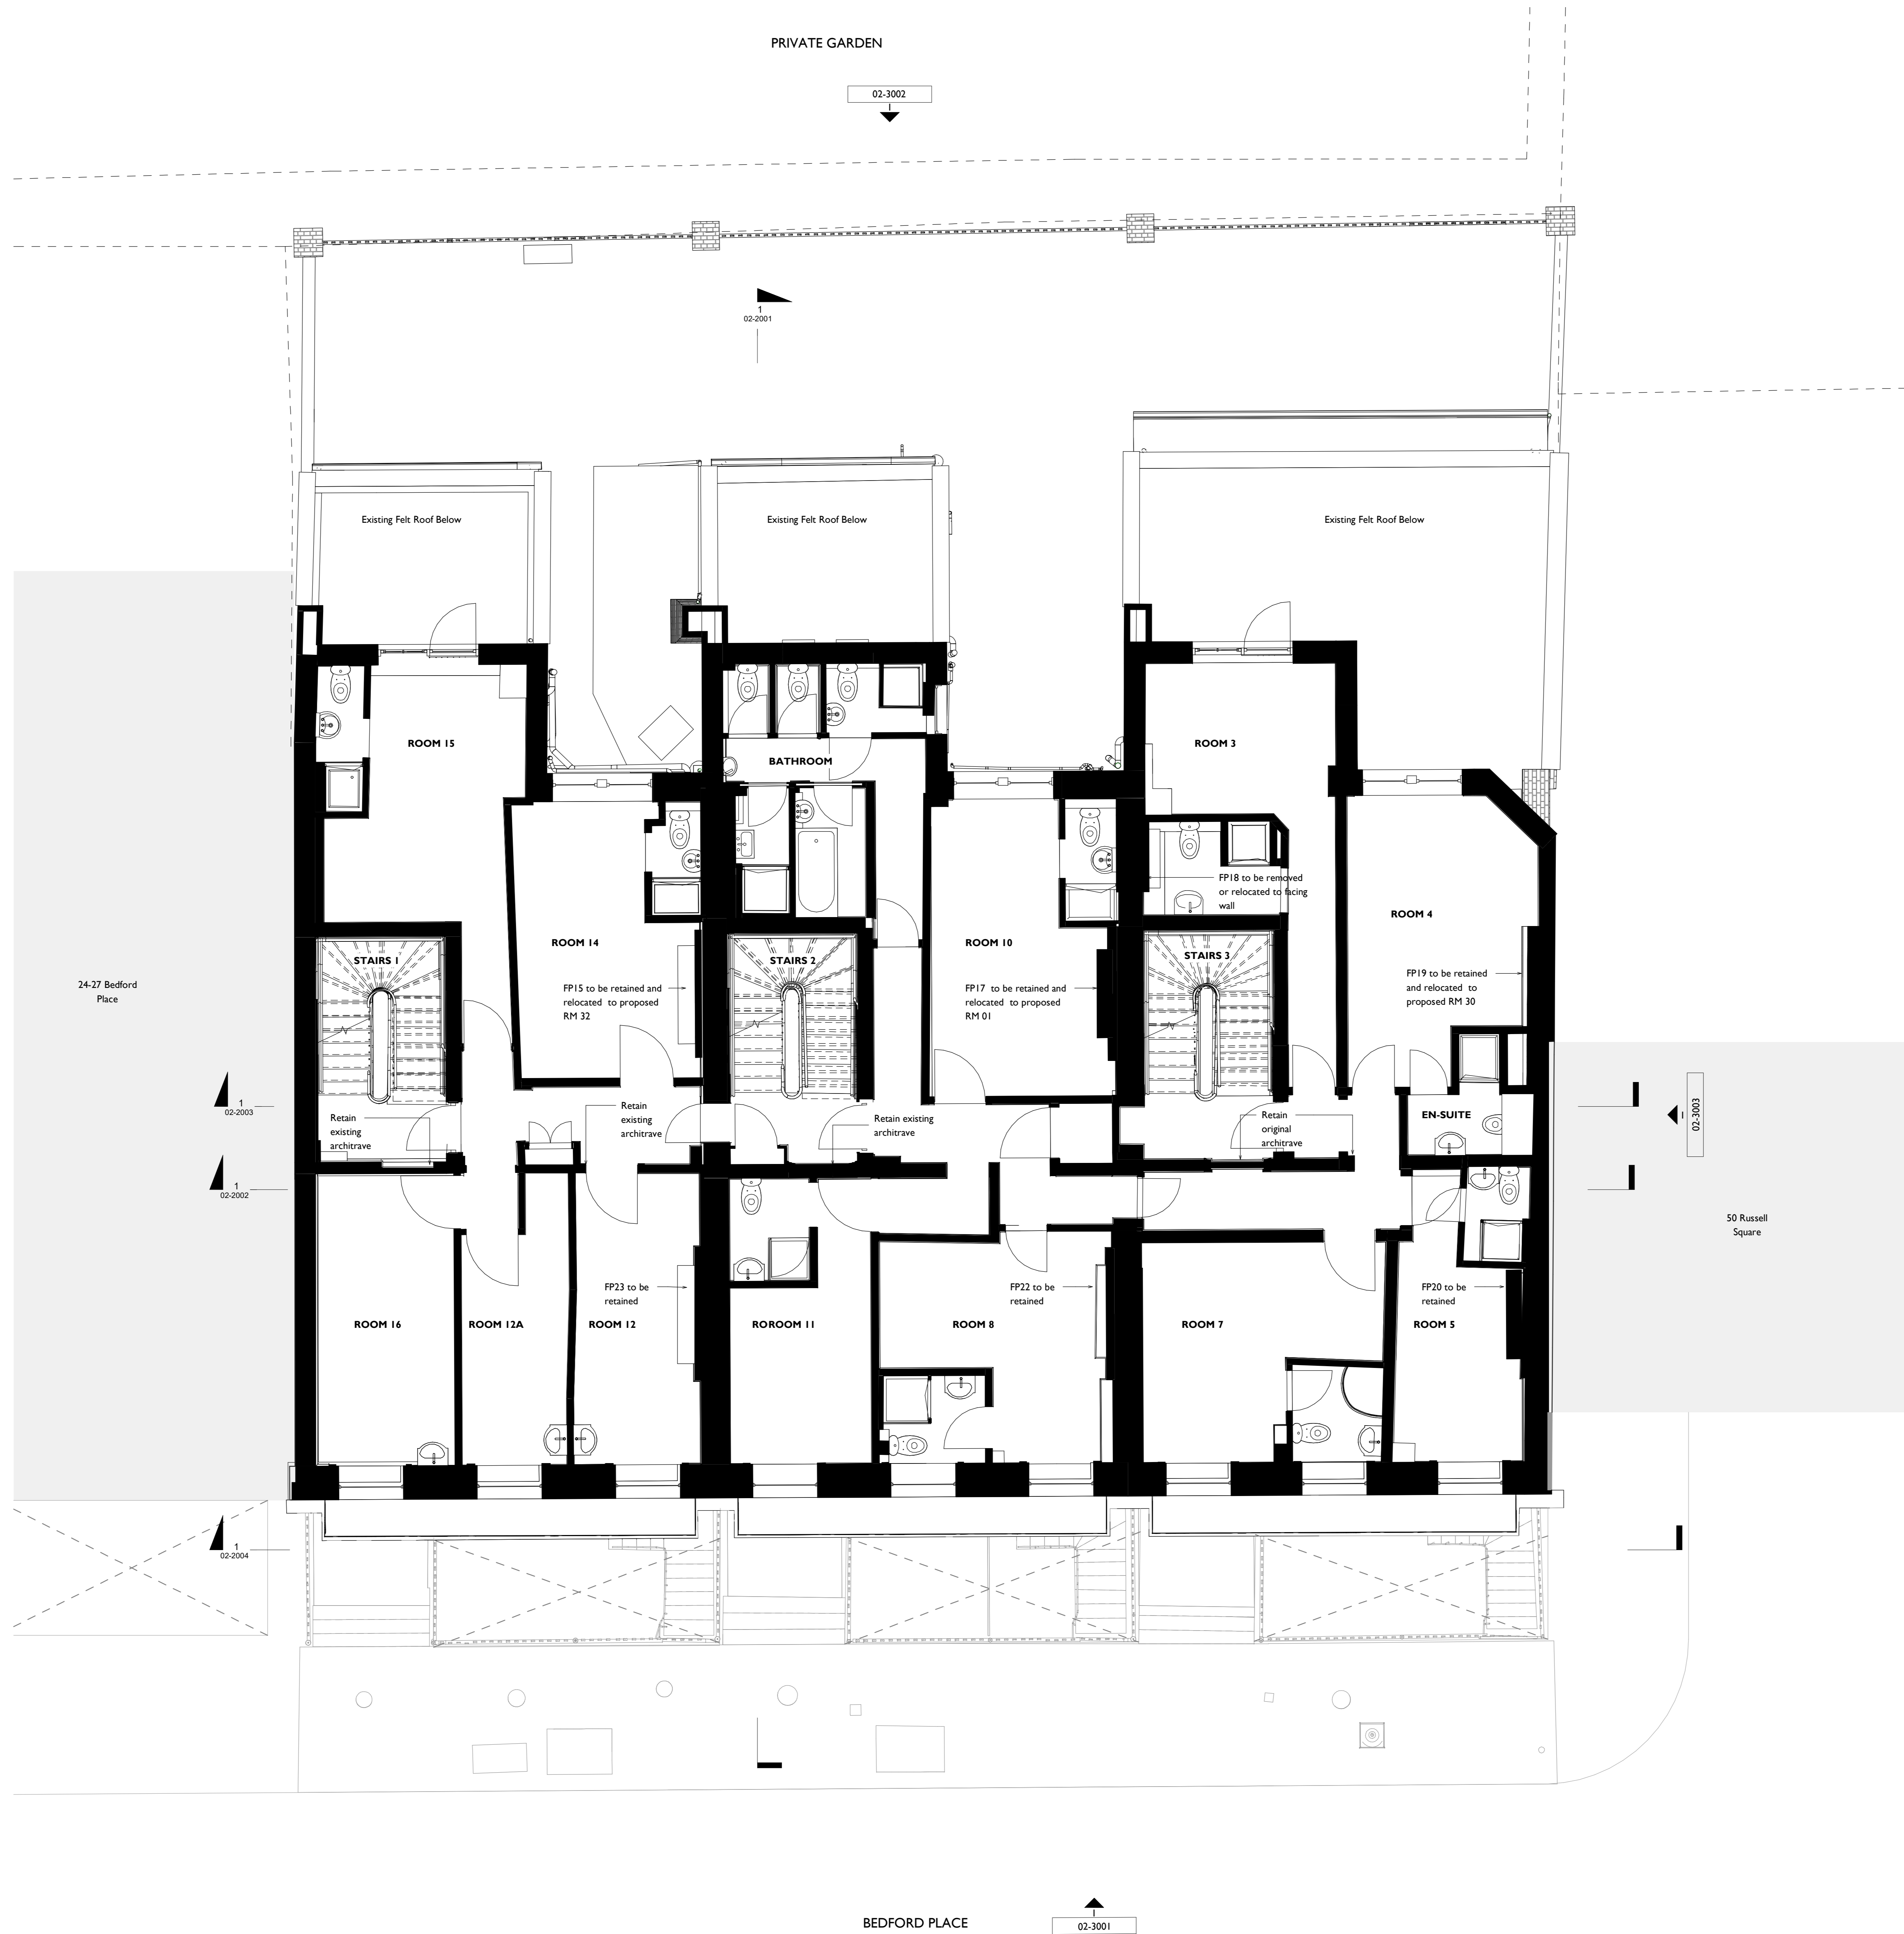 PRIVATE GARDEN
02-3002
1
02-2001
Existing Felt Roof Below
Existing Felt Roof Below
Existing Felt Roof Below
ROOM 15
BATHROOM
ROOM 3
FP18 to be removed
or relocated to facing
wall
ROOM 4
ROOM 14
ROOM 10
STAIRS 1
STAIRS 2
STAIRS 3
24-27 Bedford
Place
FP15 to be retained and
relocated to proposed
RM 32
FP17 to be retained and
relocated to proposed
RM 01
FP19 to be retained
and relocated to
proposed RM 30
1
02-2003
Retain
existing
architrave
Retain
existing
architrave
Retain existing
architrave
Retain
original
architrave
EN-SUITE
1
02-3003
1
02-2002
50 Russell
Square
FP23 to be
retained
FP22 to be
retained
FP20 to be
retained
ROOM 16
ROOM 12A
ROOM 12
ROROOM 11
ROOM 8
ROOM 7
ROOM 5
1
02-2004
BEDFORD PLACE
02-3001